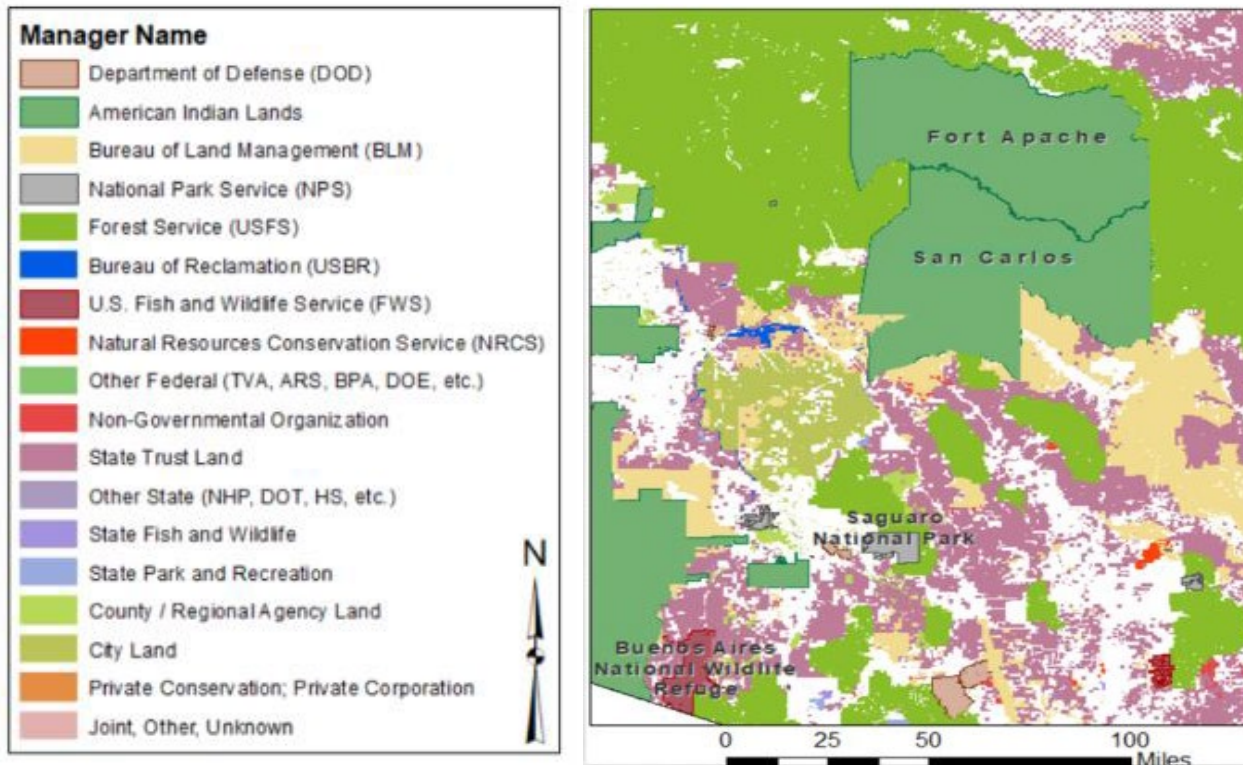 Manager Name
Department of Defense (DOD)
American Indian Lands
Bureau of Land Management (BLM)
National Park Service (NPS)
Forest Service (USFS)
Bureau of Reclamation (USBR)
U.S. Fish and Wildlife Service (FWS)
Natural Resources Conservation Service (NRCS)
Other Federal (TVA, ARS, BPA, DOE, etc.)
Non-Governmental Organization
State Trust Land
Other State (NHP, DOT, HS, etc.)
State Fish and Wildlife
State Park and Recreation
County / Regional Agency Land
City Land
Private Conservation; Private Corporation
Joint, Other, Unknown
N
Fort Apache
San Carlos
Saguaro
National Park
Buenos Aires
National Wildlife
Refuge
0 25 50 100
Miles